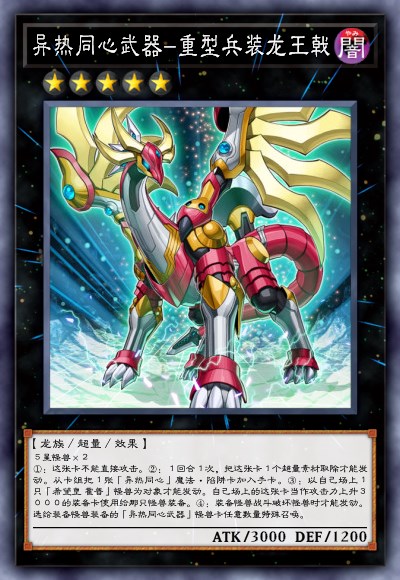 异热同心武器-重型兵装龙王戟
闇
やみ
【龙族／超量／效果】
５星怪兽×２
①：这张卡不能直接攻击。②：１回合１次，把这张卡１个超量素材取除才能发
动。从卡组把１张「异热同心」魔法·陷阱卡加入手卡。③：以自己场上１
只「希望皇 霍普」怪兽为对象才能发动。自己场上的这张卡当作攻击力上升３
０００的装备卡使用给那只怪兽装备。④：装备怪兽战斗破坏怪兽时才能发动。
选给装备怪兽装备的「异热同心武器」怪兽卡任意数量特殊召唤。
ATK/3000 DEF/1200